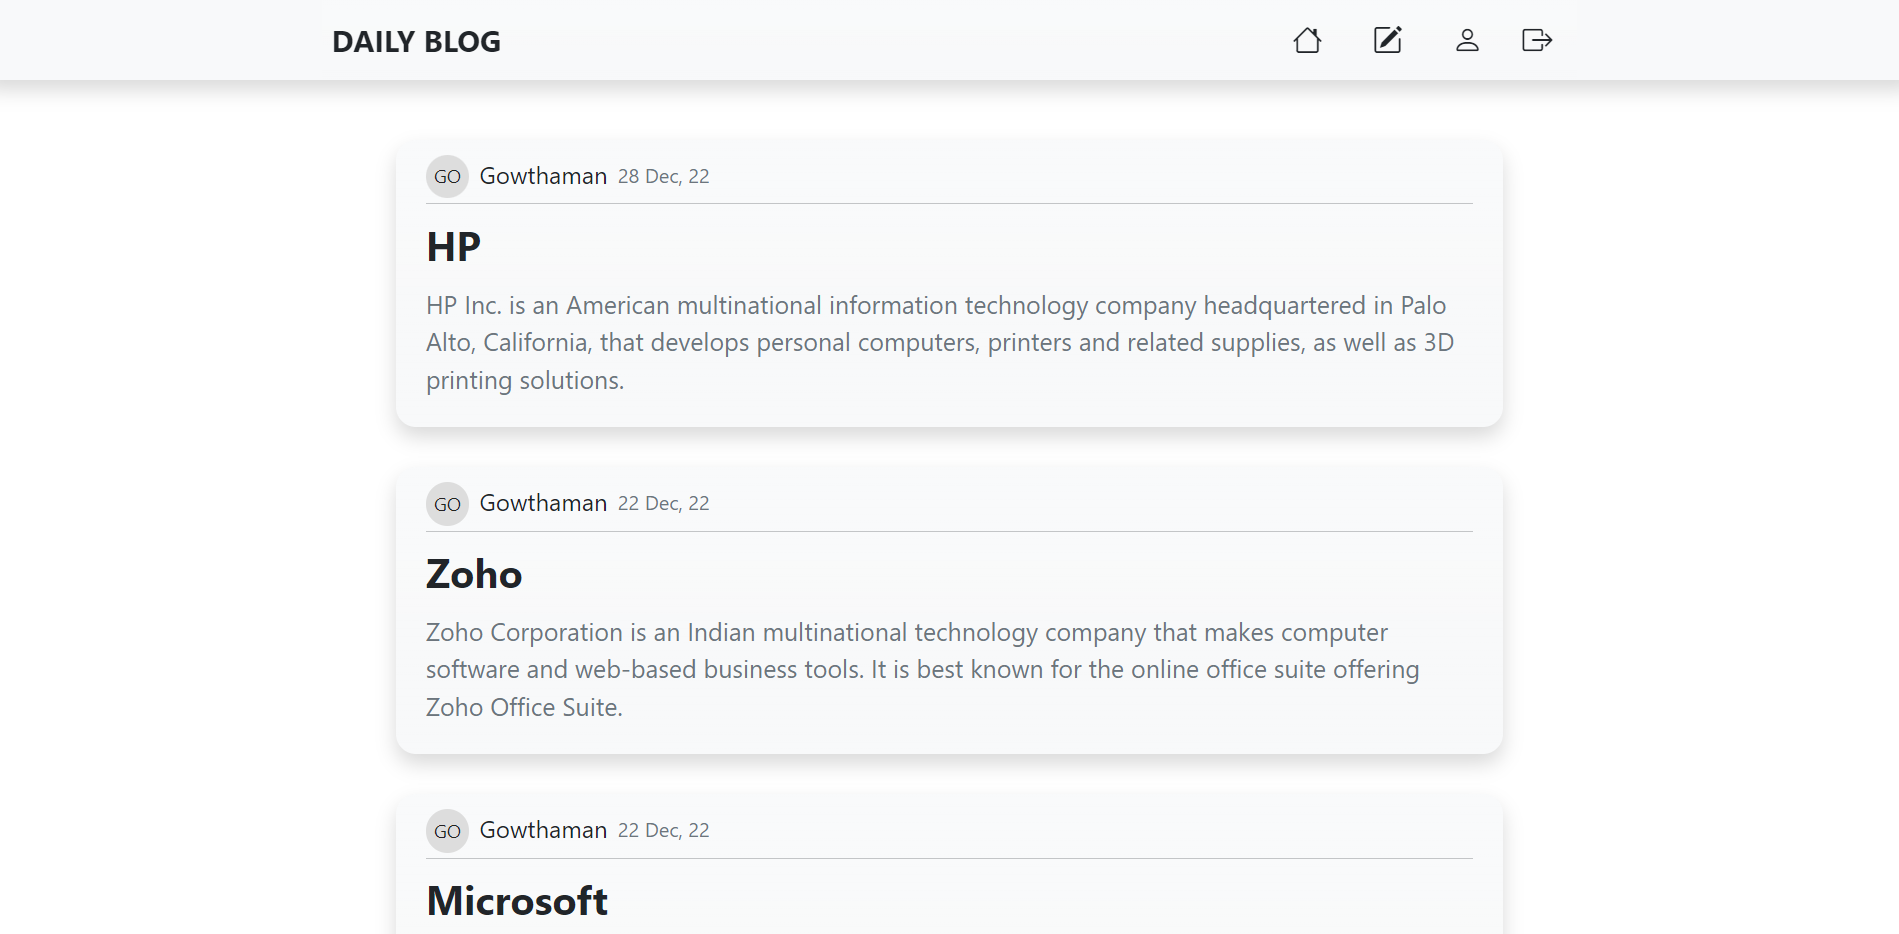 DAILY BLOG
GO Gowthaman 28 Dec, 22
HP
HP Inc. is an American multinational information technology company headquartered in Palo
Alto, California, that develops personal computers, printers and related supplies, as well as 3D
printing solutions.
GO Gowthaman 22 Dec, 22
Zoho
Zoho Corporation is an Indian multinational technology company that makes computer
software and web-based business tools. It is best known for the online office suite offering
Zoho Office Suite.
GO Gowthaman 22 Dec, 22
Microsoft